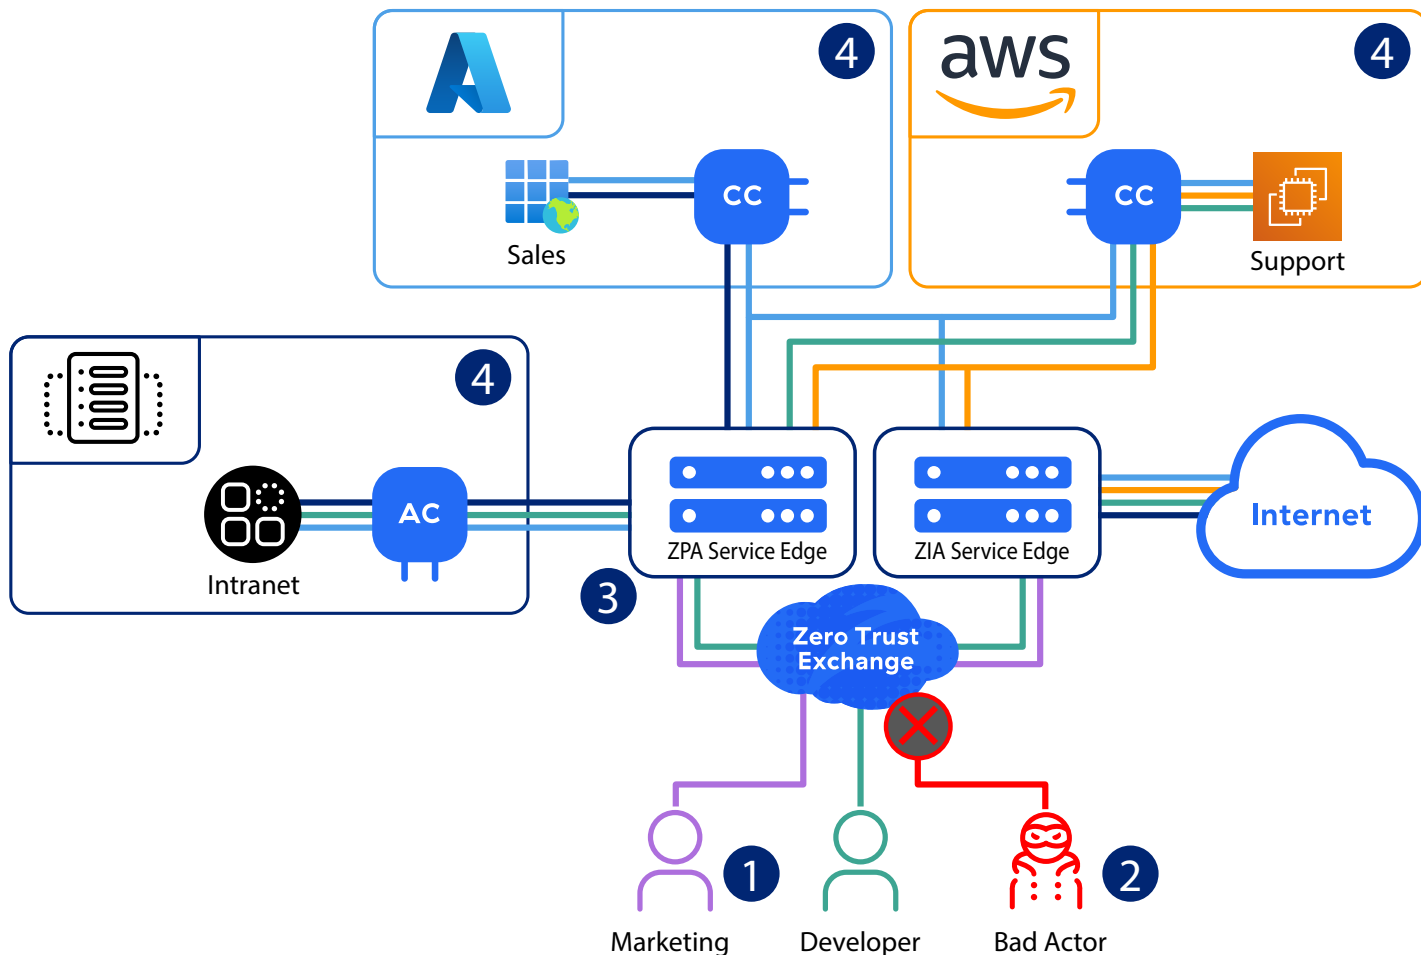 4
aws
4
CC
CC
Sales
Support
4
AC
Intranet
ZPA Service Edge
ZIA Service Edge
Internet
3
Zero Trust
Exchange
1
2
Marketing
Developer
Bad Actor